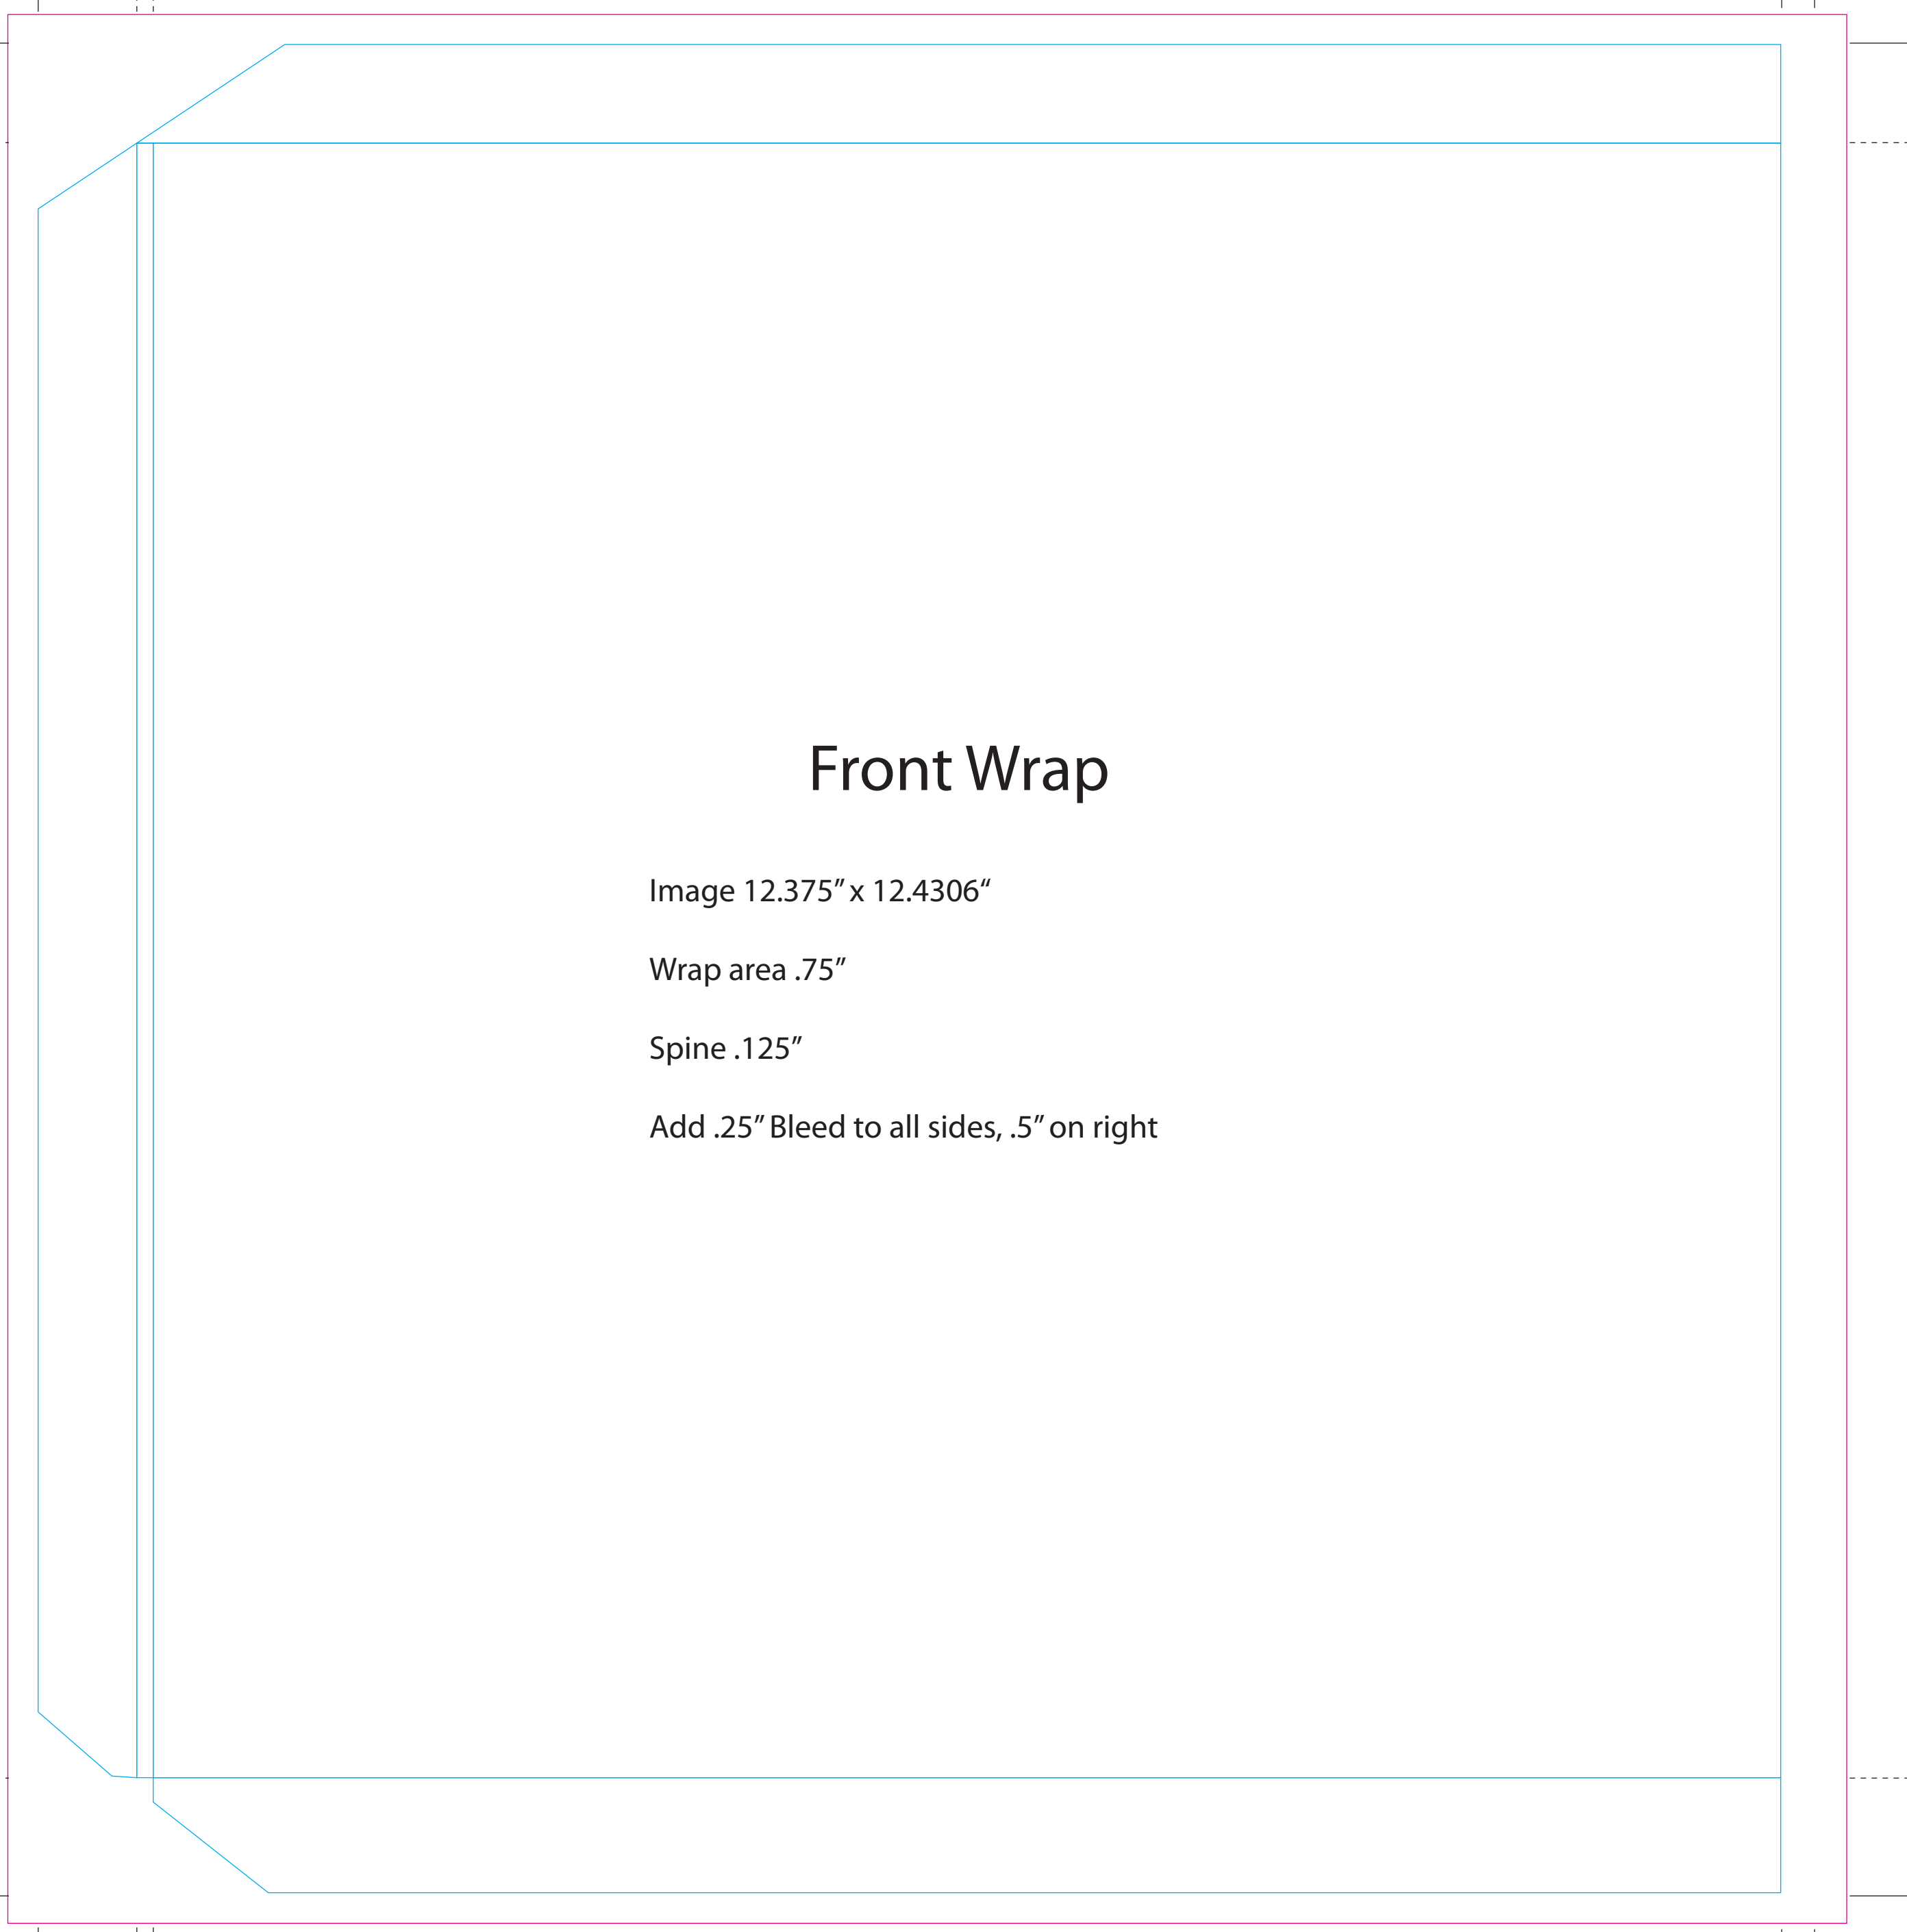 Front Wrap
Image 12.375” x 12.4306“
Wrap area .75”
Spine .125”
Add .25” Bleed to all sides, .5” on right